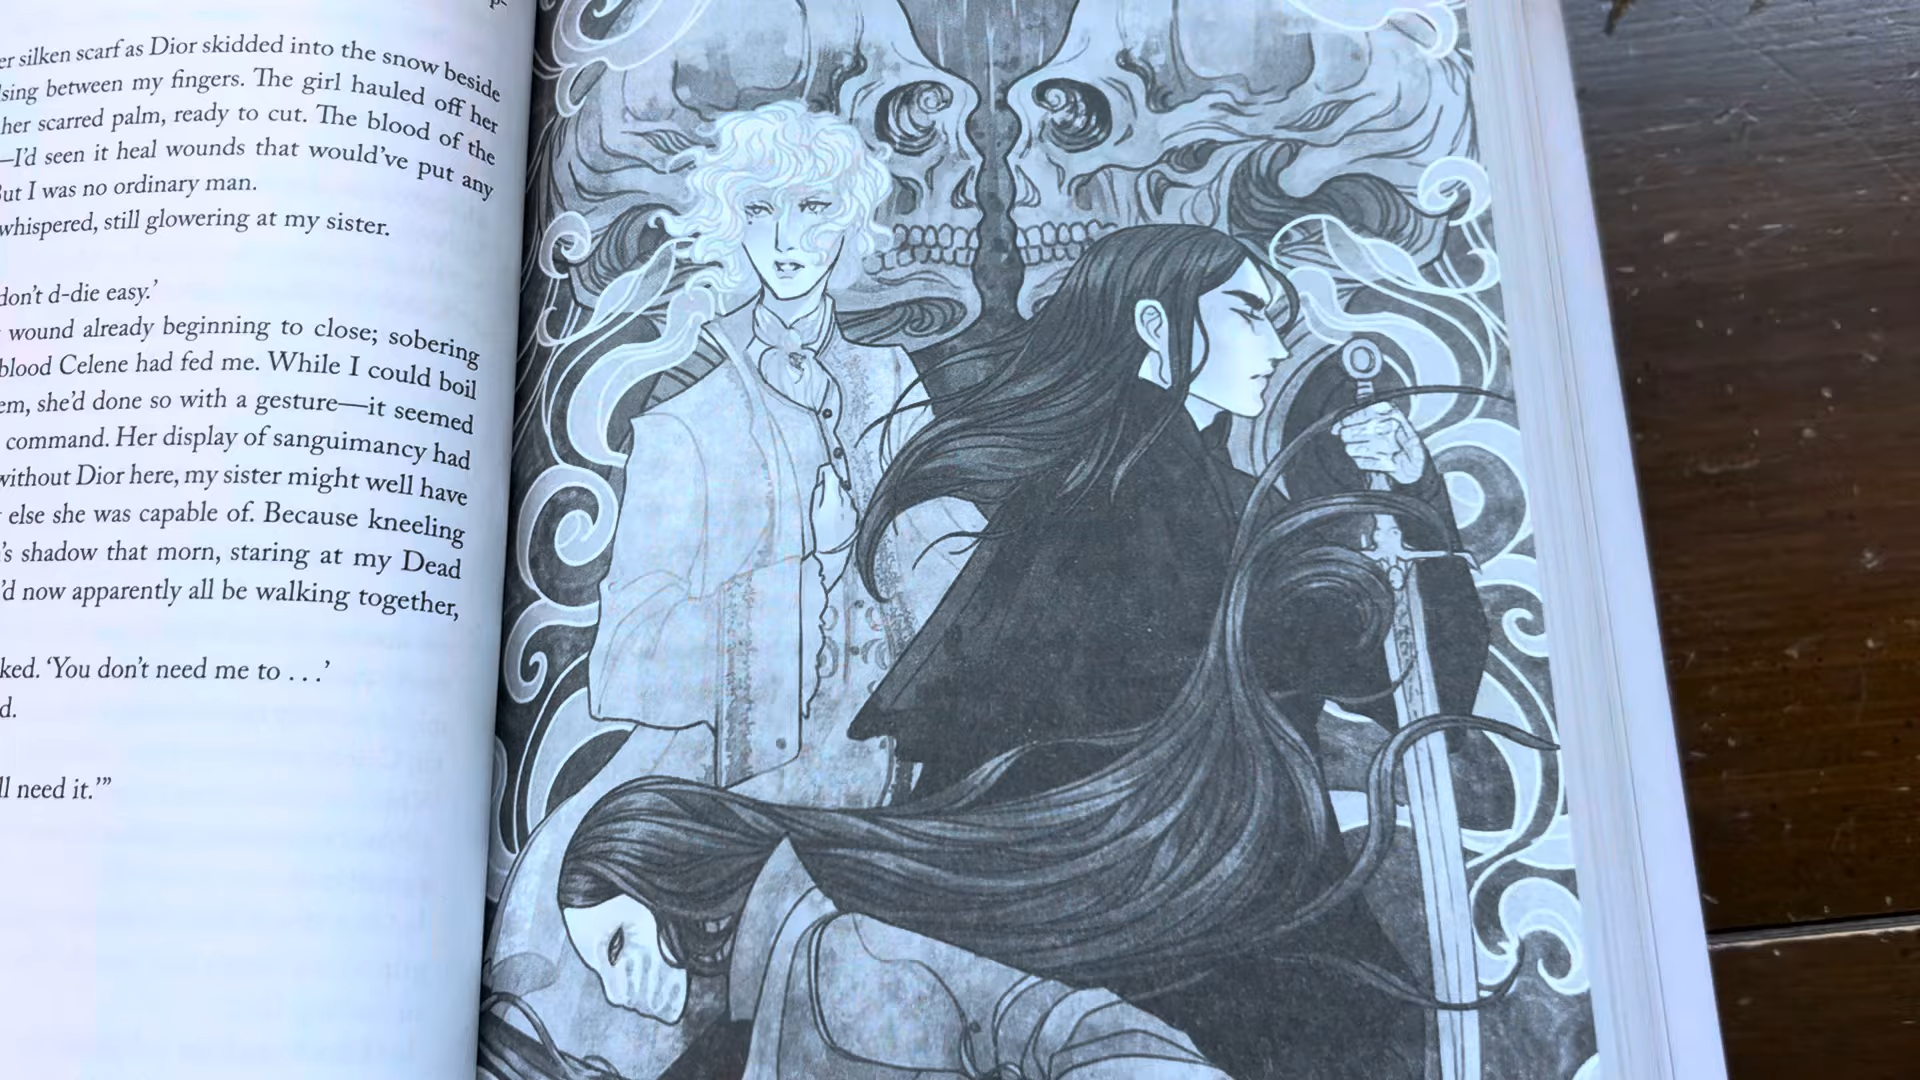 er silken scarf as Dior skidded into the snow beside
sing between my fingers. The girl hauled off her
her scarred palm, ready to cut. The blood of the
—I'd seen it heal wounds that would've put any
But I was no ordinary man.
whispered, still glowering at my sister.
don't d-die easy.'
wound already beginning to close; sobering
blood Celene had fed me. While I could boil
em, she'd done so with a gesture—it seemed
command. Her display of sanguimancy had
without Dior here, my sister might well have
else she was capable of. Because kneeling
's shadow that morn, staring at my Dead
'd now apparently all be walking together,
ked. 'You don't need me to . . .'
d.
ll need it.'"